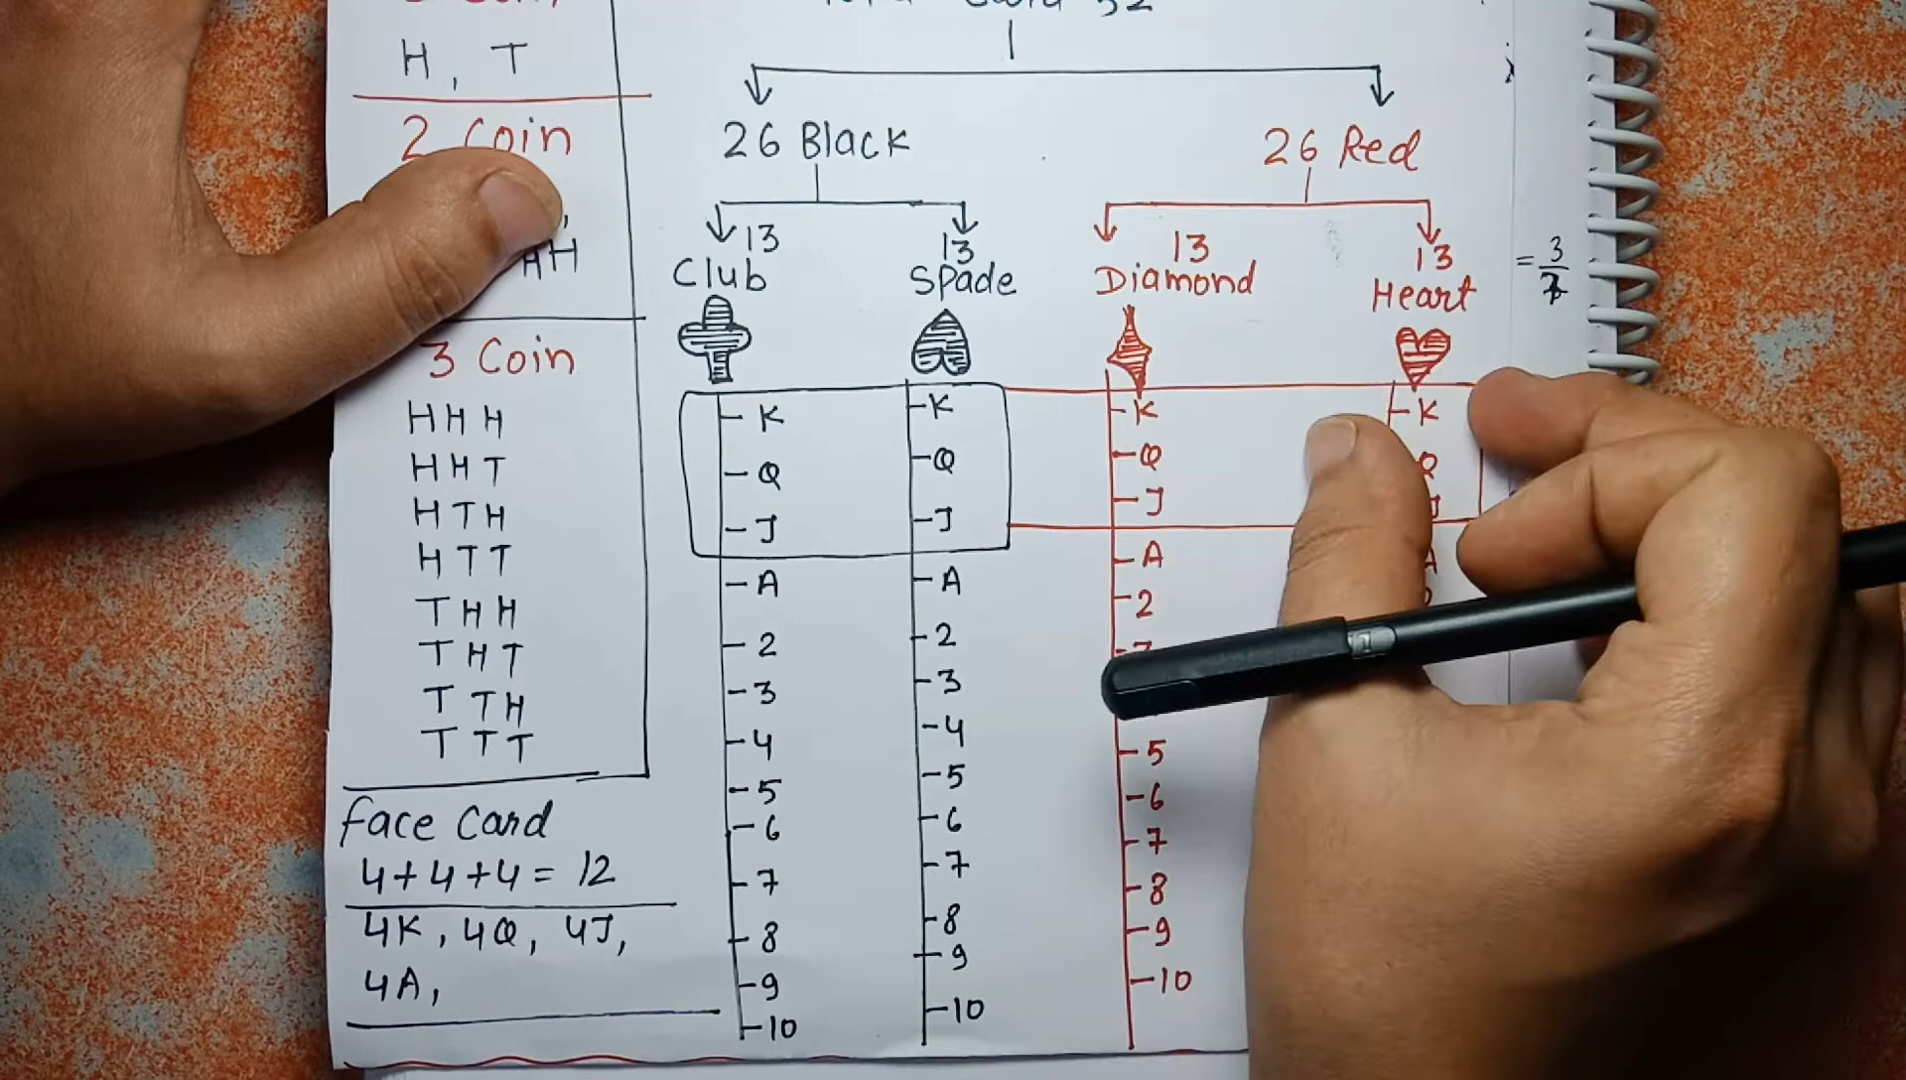 H, T
2 Coin
HH
3 Coin
HHH
HHT
HTH
HTT
THH
THT
TTH
TTT
Face Card
4+4+4=12
4K, 4Q, 4J,
4A,
26 Black
26 Red
13
Club
13
Spade
13
Diamond
13
Heart
K
Q
J
A
2
3
4
5
6
7
8
9
10
K
Q
J
A
2
3
4
5
6
7
8
9
10
K
Q
J
A
2
5
6
7
8
9
10
K
Q
J
A